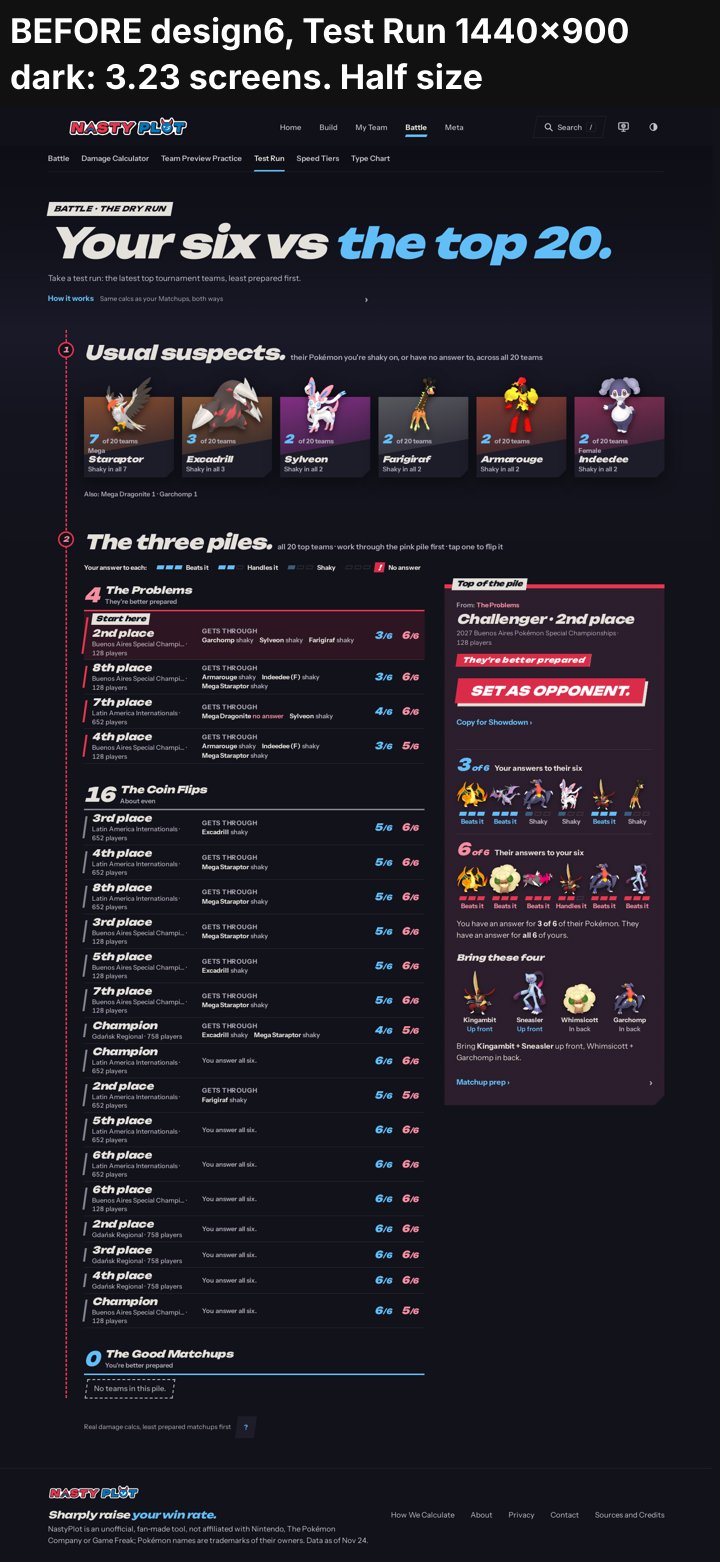 BEFORE design6, Test Run 1440×900
dark: 3.23 screens. Half size
NASTY PLOT
Home Build My Team Battle Meta
Search /
Battle Damage Calculator Team Preview Practice Test Run Speed Tiers Type Chart
BATTLE · THE DRY RUN
Your six vs the top 20.
Take a test run: the latest top tournament teams, least prepared first.
How it works Same calcs as your Matchups, both ways ›
1
Usual suspects. their Pokémon you're shaky on, or have no answer to, across all 20 teams
7 of 20 teams
Mega
Staraptor
Shaky in all 7
3 of 20 teams
Excadrill
Shaky in all 3
2 of 20 teams
Sylveon
Shaky in all 2
2 of 20 teams
Farigiraf
Shaky in all 2
2 of 20 teams
Armarouge
Shaky in all 2
2 of 20 teams
Female
Indeedee
Shaky in all 2
Also: Mega Dragonite 1 · Garchomp 1
2
The three piles. all 20 top teams · work through the pink pile first · tap one to flip it
Your answer to each: Beats it Handles it Shaky ! No answer
4 The Problems
They're better prepared
Start here
2nd place
Buenos Aires Special Champi... ·
128 players
GETS THROUGH
Garchomp shaky Sylveon shaky Farigiraf shaky
3/6 6/6
8th place
Buenos Aires Special Champi... ·
128 players
GETS THROUGH
Armarouge shaky Indeedee (F) shaky
Mega Staraptor shaky
3/6 6/6
7th place
Latin America Internationals ·
652 players
GETS THROUGH
Mega Dragonite no answer Sylveon shaky
4/6 6/6
4th place
Buenos Aires Special Champi... ·
128 players
GETS THROUGH
Armarouge shaky Indeedee (F) shaky
Mega Staraptor shaky
3/6 5/6
16 The Coin Flips
About even
3rd place
Latin America Internationals ·
652 players
GETS THROUGH
Excadrill shaky
5/6 6/6
4th place
Latin America Internationals ·
652 players
GETS THROUGH
Mega Staraptor shaky
5/6 6/6
8th place
Latin America Internationals ·
652 players
GETS THROUGH
Mega Staraptor shaky
5/6 6/6
3rd place
Buenos Aires Special Champi... ·
128 players
GETS THROUGH
Mega Staraptor shaky
5/6 6/6
5th place
Buenos Aires Special Champi... ·
128 players
GETS THROUGH
Excadrill shaky
5/6 6/6
7th place
Buenos Aires Special Champi... ·
128 players
GETS THROUGH
Mega Staraptor shaky
5/6 6/6
Champion
Gdańsk Regional · 758 players
GETS THROUGH
Excadrill shaky Mega Staraptor shaky
4/6 5/6
Champion
Latin America Internationals ·
652 players
You answer all six.
6/6 6/6
2nd place
Latin America Internationals ·
652 players
GETS THROUGH
Farigiraf shaky
5/6 5/6
5th place
Latin America Internationals ·
652 players
You answer all six.
6/6 6/6
6th place
Latin America Internationals ·
652 players
You answer all six.
6/6 6/6
6th place
Buenos Aires Special Champi... ·
128 players
You answer all six.
6/6 6/6
2nd place
Gdańsk Regional · 758 players
You answer all six.
6/6 6/6
3rd place
Gdańsk Regional · 758 players
You answer all six.
6/6 6/6
4th place
Gdańsk Regional · 758 players
You answer all six.
6/6 6/6
Champion
Buenos Aires Special Champi... ·
128 players
You answer all six.
6/6 5/6
0 The Good Matchups
You're better prepared
No teams in this pile.
Real damage calcs, least prepared matchups first ?
Top of the pile
From: The Problems
Challenger · 2nd place
2027 Buenos Aires Pokémon Special Championships ·
128 players
They're better prepared
SET AS OPPONENT.
Copy for Showdown ›
3 of 6 Your answers to their six
Beats it Beats it Shaky Shaky Beats it Shaky
6 of 6 Their answers to your six
Beats it Beats it Beats it Handles it Beats it Beats it
You have an answer for 3 of 6 of their Pokémon. They
have an answer for all 6 of yours.
Bring these four
Kingambit Sneasler Whimsicott Garchomp
Up front Up front In back In back
Bring Kingambit + Sneasler up front, Whimsicott +
Garchomp in back.
Matchup prep › ›
NASTY PLOT
Sharply raise your win rate.
NastyPlot is an unofficial, fan-made tool, not affiliated with Nintendo, The Pokémon
Company or Game Freak; Pokémon names are trademarks of their owners. Data as of Nov 24.
How We Calculate About Privacy Contact Sources and Credits